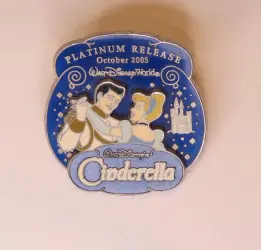 PLATINUM RELEASE
October 2005
Walt Disney World
Walt Disney's
Cinderella